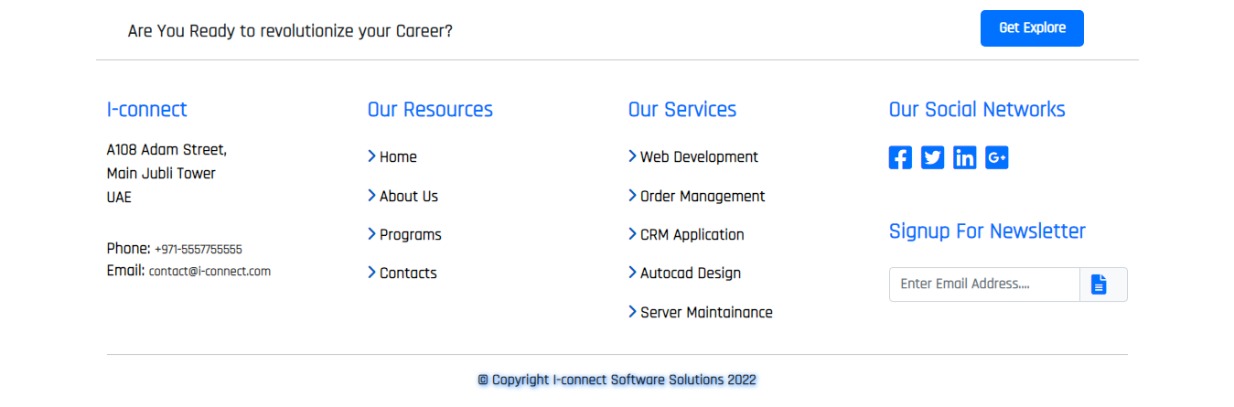 Are You Ready to revolutionize your Career?
Get Explore
I-connect
A108 Adam Street,
Main Jubli Tower
UAE
Phone: +971-5557755555
Email: contact@i-connect.com
Our Resources
Home
About Us
Programs
Contacts
Our Services
Web Development
Order Management
CRM Application
Autocad Design
Server Maintainance
Our Social Networks
Signup For Newsletter
Enter Email Address....
© Copyright I-connect Software Solutions 2022